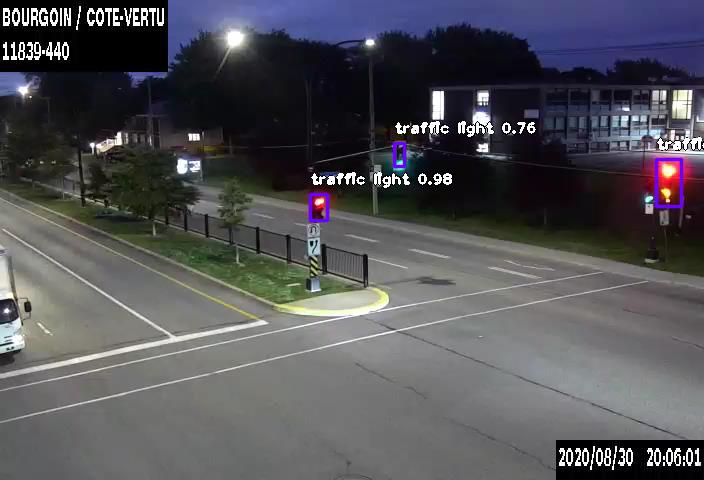 BOURGOIN / COTE-VERTU
11839-440
traffic light 0.76
traffic
traffic light 0.98
2020/08/30 20:06:01